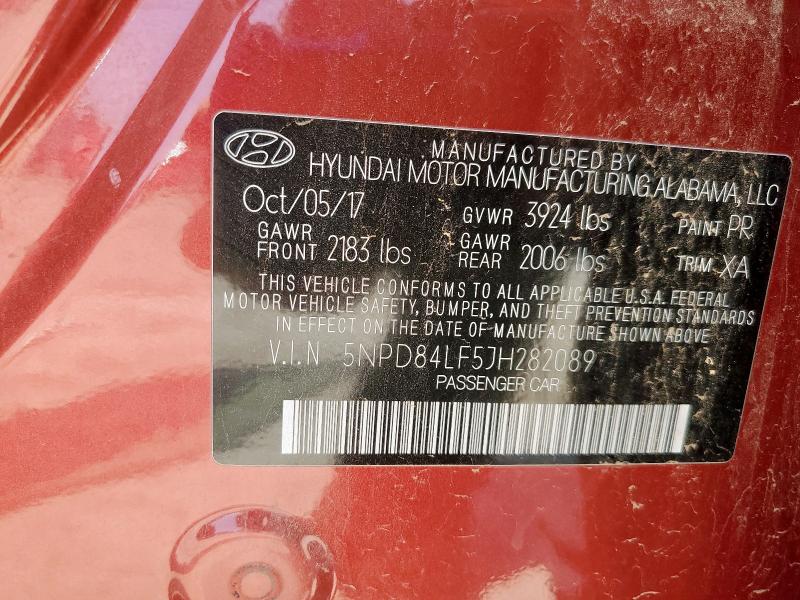 MANUFACTURED BY
HYUNDAI MOTOR MANUFACTURING ALABAMA, LLC
Oct/05/17 GVWR 3924 lbs PAINT PR
GAWR FRONT 2183 lbs GAWR REAR 2006 lbs TRIM XA
THIS VEHICLE CONFORMS TO ALL APPLICABLE U.S.A. FEDERAL
MOTOR VEHICLE SAFETY, BUMPER, AND THEFT PREVENTION STANDARDS
IN EFFECT ON THE DATE OF MANUFACTURE SHOWN ABOVE
V.I.N 5NPD84LF5JH282089
PASSENGER CAR